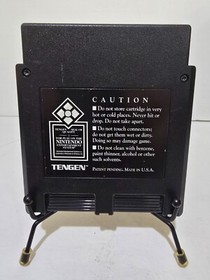 CAUTION
■ Do not store cartridge in very
hot or cold places. Never hit or
drop. Do not take apart.
■ Do not touch connectors;
do not get them wet or dirty.
Doing so may damage game.
■ Do not clean with benzene,
paint thinner, alcohol or other
such solvents.
NINTENDO
TENGEN
PATENT PENDING. MADE IN U.S.A.